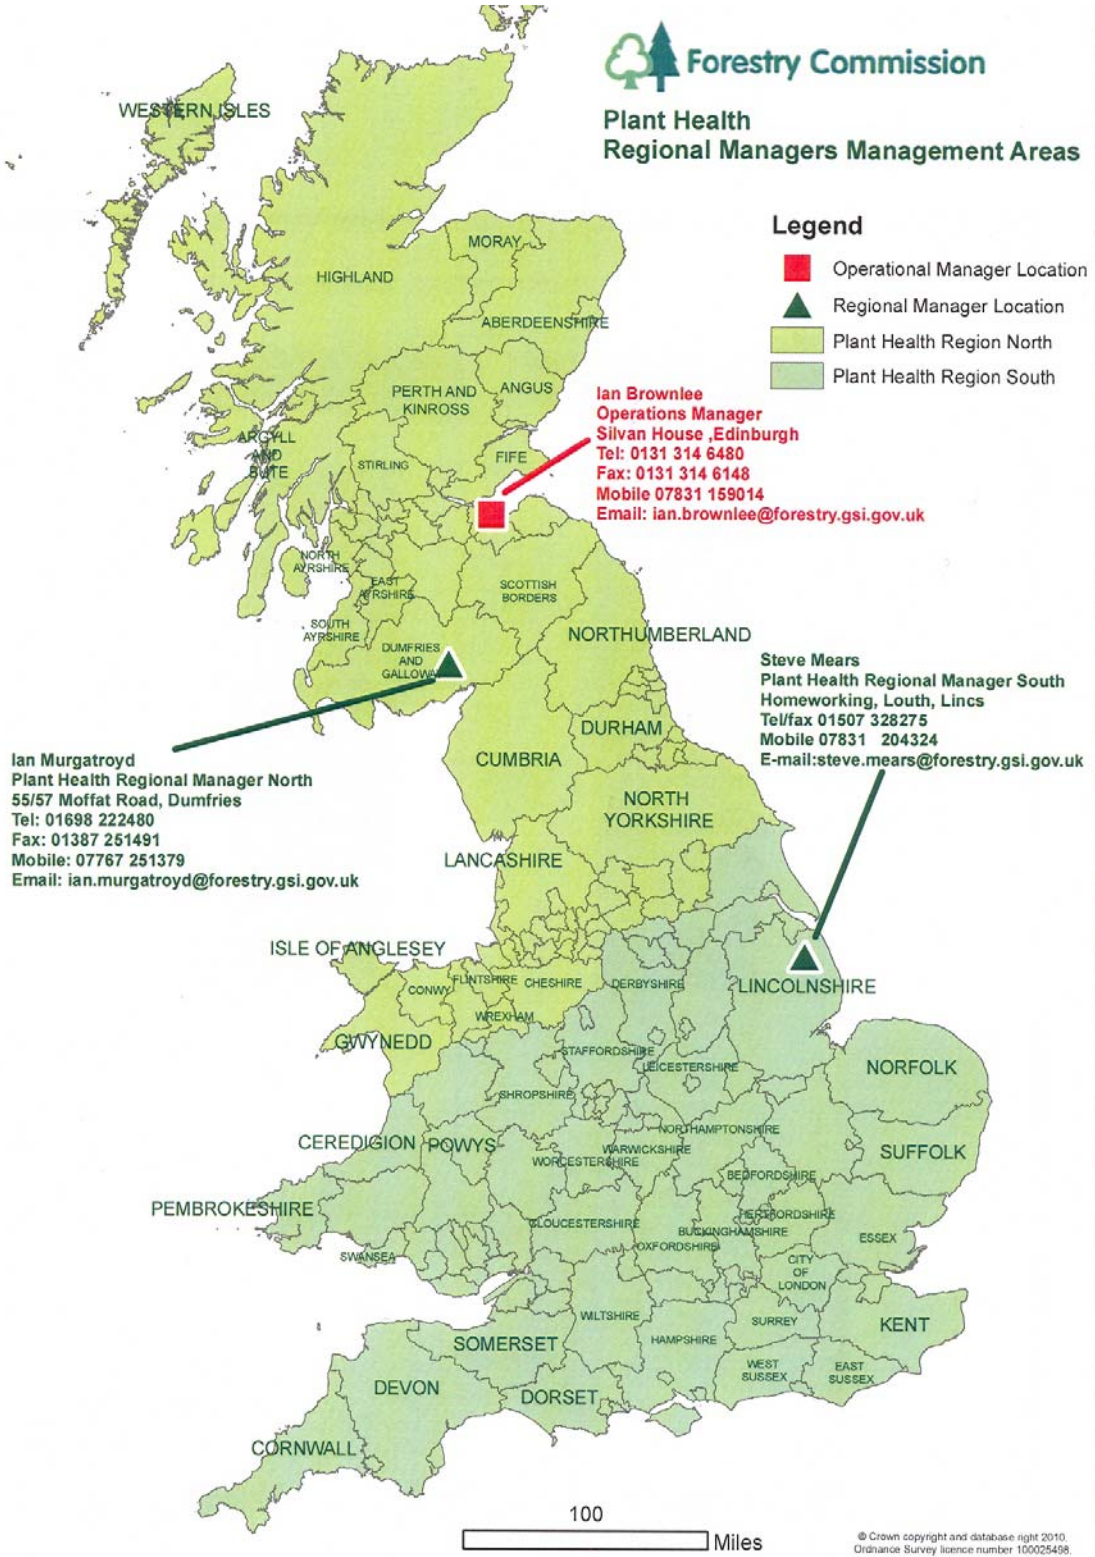 Forestry Commission
Plant Health
Regional Managers Management Areas
Legend
Operational Manager Location
Regional Manager Location
Plant Health Region North
Plant Health Region South
WESTERN ISLES
MORAY
HIGHLAND
ABERDEENSHIRE
PERTH AND
KINROSS
ANGUS
Ian Brownlee
Operations Manager
Silvan House ,Edinburgh
Tel: 0131 314 6480
Fax: 0131 314 6148
Mobile 07831 159014
Email: ian.brownlee@forestry.gsi.gov.uk
ARGYLL
AND
BUTE
STIRLING
FIFE
NORTH
AYRSHIRE
EAST
AYRSHIRE
SCOTTISH
BORDERS
SOUTH
AYRSHIRE
DUMFRIES
AND
GALLOWAY
NORTHUMBERLAND
Steve Mears
Plant Health Regional Manager South
Homeworking, Louth, Lincs
Tel/fax 01507 328275
Mobile 07831 204324
E-mail:steve.mears@forestry.gsi.gov.uk
DURHAM
CUMBRIA
Ian Murgatroyd
Plant Health Regional Manager North
55/57 Moffat Road, Dumfries
Tel: 01698 222480
Fax: 01387 251491
Mobile: 07767 251379
Email: ian.murgatroyd@forestry.gsi.gov.uk
NORTH
YORKSHIRE
LANCASHIRE
ISLE OF ANGLESEY
CONWY
FLINTSHIRE
CHESHIRE
DERBYSHIRE
LINCOLNSHIRE
WREXHAM
GWYNEDD
STAFFORDSHIRE
LEICESTERSHIRE
NORFOLK
SHROPSHIRE
NORTHAMPTONSHIRE
CEREDIGION
POWYS
WARWICKSHIRE
WORCESTERSHIRE
SUFFOLK
BEDFORDSHIRE
PEMBROKESHIRE
HERTFORDSHIRE
GLOUCESTERSHIRE
BUCKINGHAMSHIRE
OXFORDSHIRE
ESSEX
SWANSEA
CITY
OF
LONDON
WILTSHIRE
SURREY
KENT
SOMERSET
HAMPSHIRE
WEST
SUSSEX
EAST
SUSSEX
DEVON
DORSET
CORNWALL
100
Miles
© Crown copyright and database right 2010.
Ordnance Survey licence number 100025498.